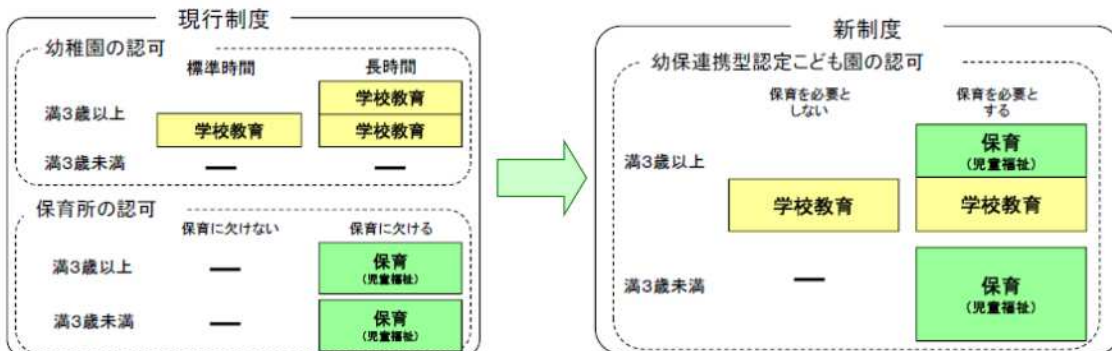 現行制度
幼稚園の認可
標準時間 長時間
満3歳以上 学校教育
学校教育 学校教育
満3歳未満 ― ―
保育所の認可
保育に欠けない 保育に欠ける
満3歳以上 ― 保育
(児童福祉)
満3歳未満 ― 保育
(児童福祉)
新制度
幼保連携型認定こども園の認可
保育を必要と
しない
保育を必要と
する
満3歳以上 保育
(児童福祉)
学校教育 学校教育
満3歳未満 ― 保育
(児童福祉)